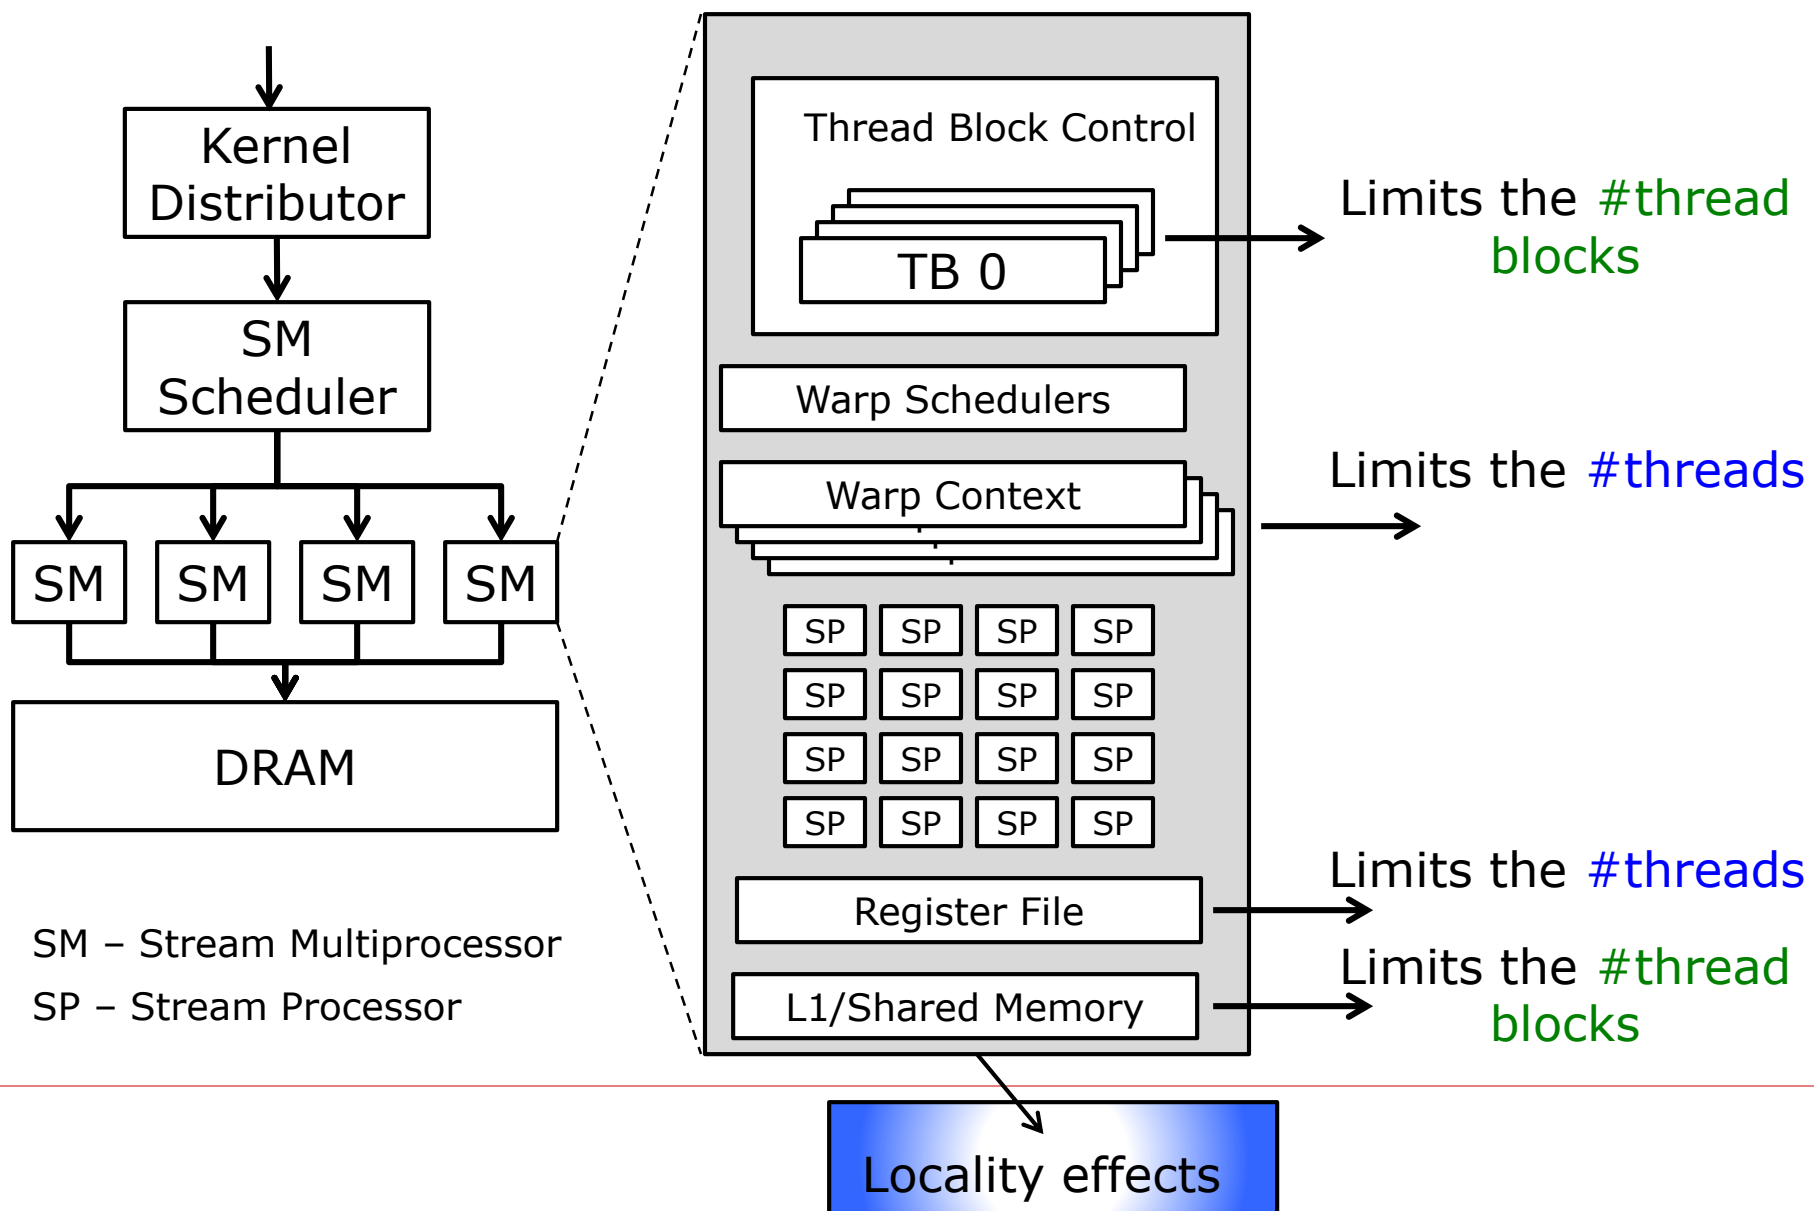 Kernel
Distributor
SM
Scheduler
SM SM SM SM
DRAM
SM – Stream Multiprocessor
SP – Stream Processor
Thread Block Control
TB 0
Warp Schedulers
Warp Context
SP SP SP SP
SP SP SP SP
SP SP SP SP
SP SP SP SP
Register File
L1/Shared Memory
Limits the #thread
blocks
Limits the #threads
Limits the #threads
Limits the #thread
blocks
Locality effects